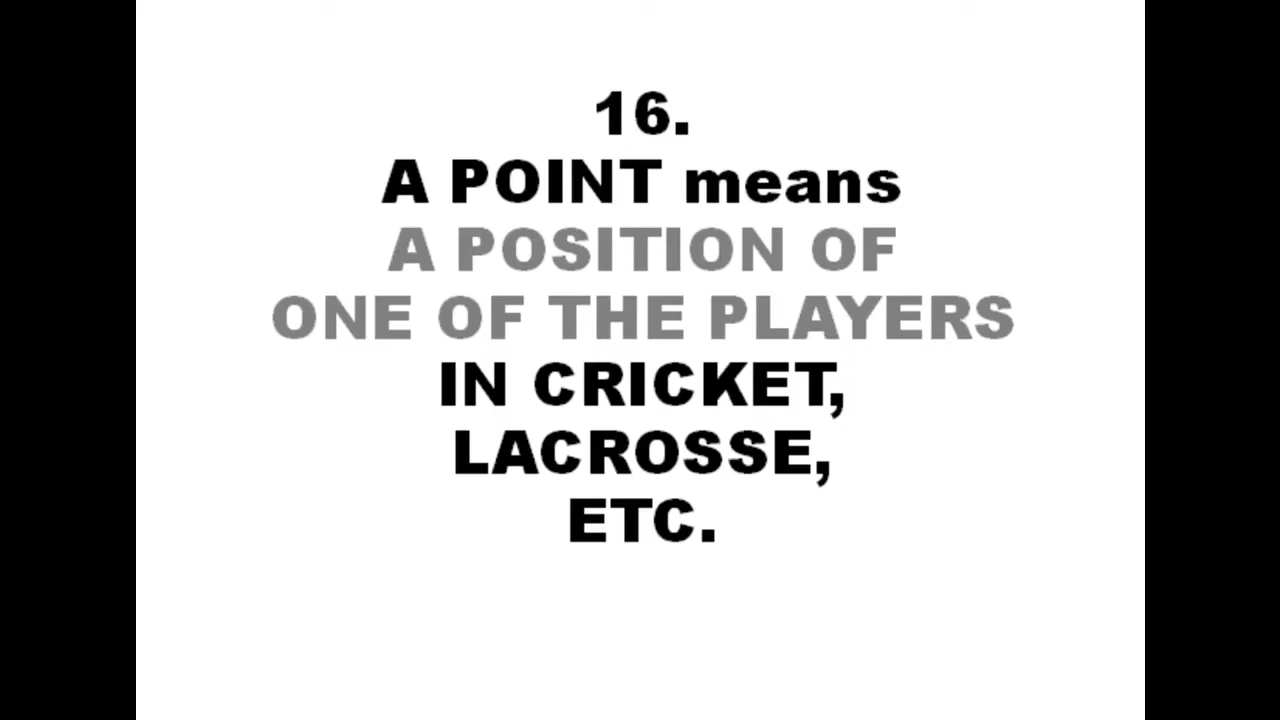 16.
A POINT means
A POSITION OF
ONE OF THE PLAYERS
IN CRICKET,
LACROSSE,
ETC.